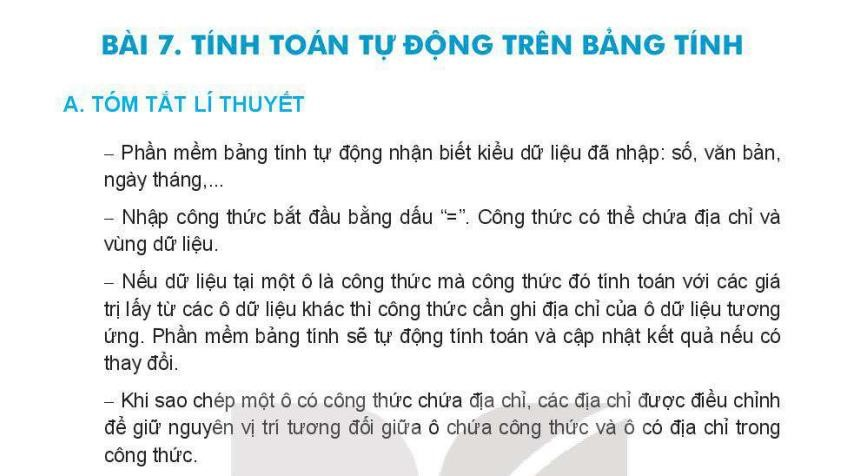 BÀI 7. TÍNH TOÁN TỰ ĐỘNG TRÊN BẢNG TÍNH
A. TÓM TẮT LÍ THUYẾT
– Phần mềm bảng tính tự động nhận biết kiểu dữ liệu đã nhập: số, văn bản,
ngày tháng,...
– Nhập công thức bắt đầu bằng dấu “=”. Công thức có thể chứa địa chỉ và
vùng dữ liệu.
– Nếu dữ liệu tại một ô là công thức mà công thức đó tính toán với các giá
trị lấy từ các ô dữ liệu khác thì công thức cần ghi địa chỉ của ô dữ liệu tương
ứng. Phần mềm bảng tính sẽ tự động tính toán và cập nhật kết quả nếu có
thay đổi.
– Khi sao chép một ô có công thức chứa địa chỉ, các địa chỉ được điều chỉnh
để giữ nguyên vị trí tương đối giữa ô chứa công thức và ô có địa chỉ trong
công thức.